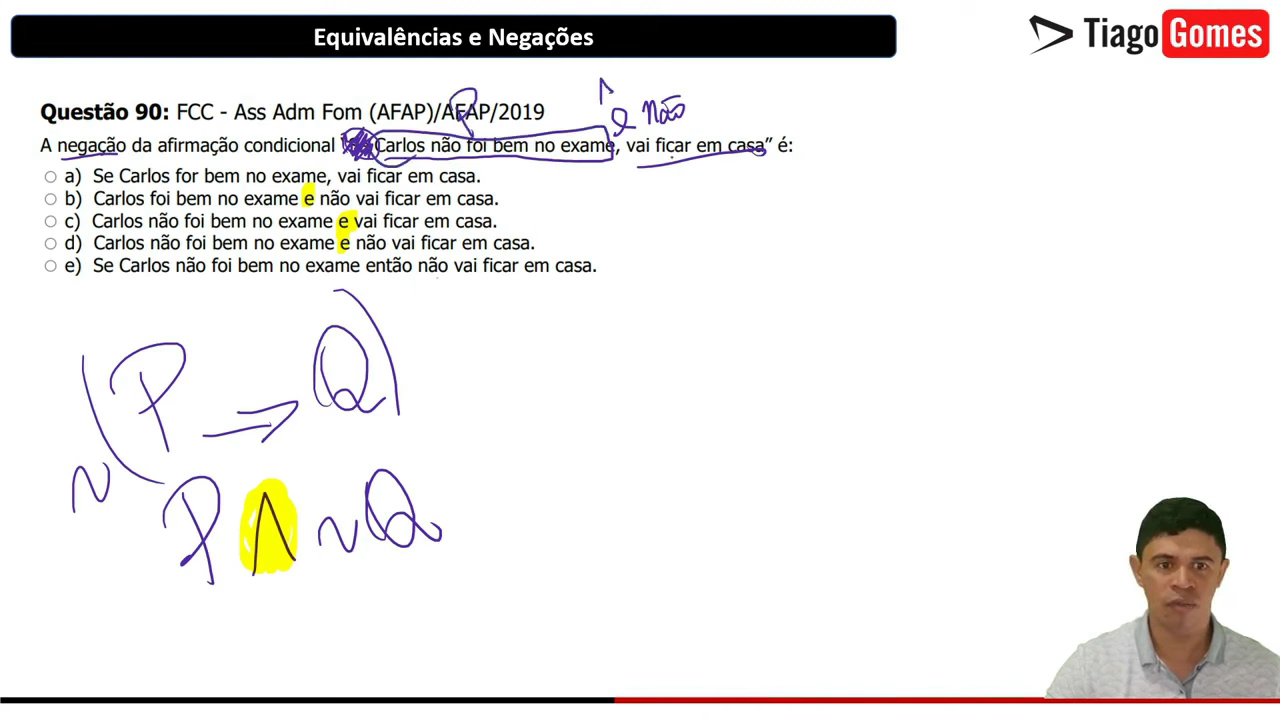 Equivalências e Negações
Tiago Gomes
Questão 90: FCC - Ass Adm Fom (AFAP)/AFAP/2019
P
∧
e não
A negação da afirmação condicional " Carlos não foi bem no exame, vai ficar em casa" é:
a) Se Carlos for bem no exame, vai ficar em casa.
b) Carlos foi bem no exame e não vai ficar em casa.
c) Carlos não foi bem no exame e vai ficar em casa.
d) Carlos não foi bem no exame e não vai ficar em casa.
e) Se Carlos não foi bem no exame então não vai ficar em casa.
~(P → Q)
P ∧ ~Q